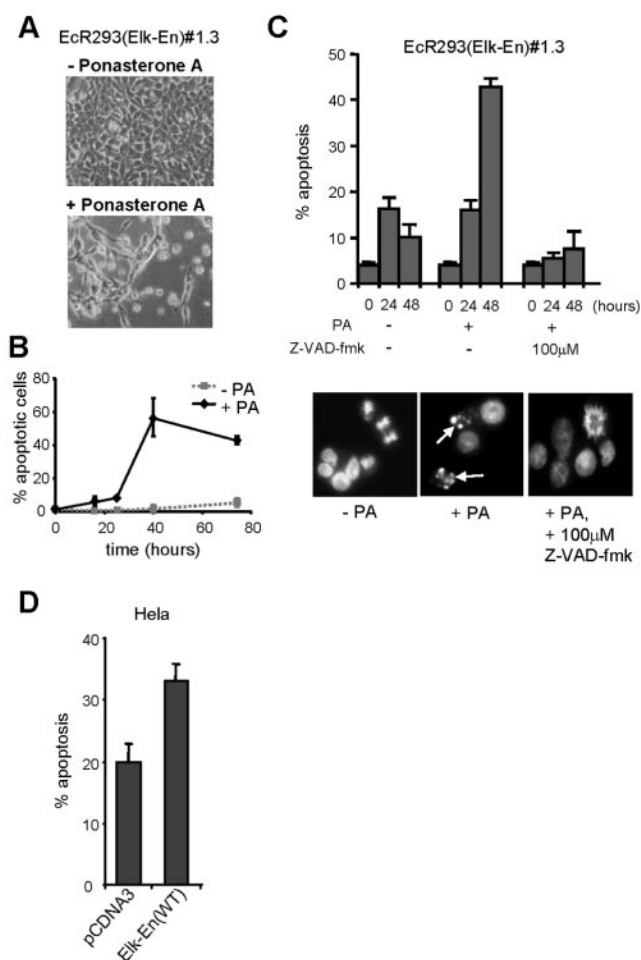 A
EcR293(Elk-En)#1.3
- Ponasterone A
+ Ponasterone A
B
% apoptotic cells
80
60
40
20
0
0 20 40 60 80
time (hours)
- PA
+ PA
C
EcR293(Elk-En)#1.3
% apoptosis
50
40
30
20
10
0
0 24 48 0 24 48 0 24 48 (hours)
PA - + +
Z-VAD-fmk - - 100µM
- PA
+ PA
+ PA,
+ 100µM
Z-VAD-fmk
D
Hela
% apoptosis
40
30
20
10
0
pCDNA3
Elk-En(WT)